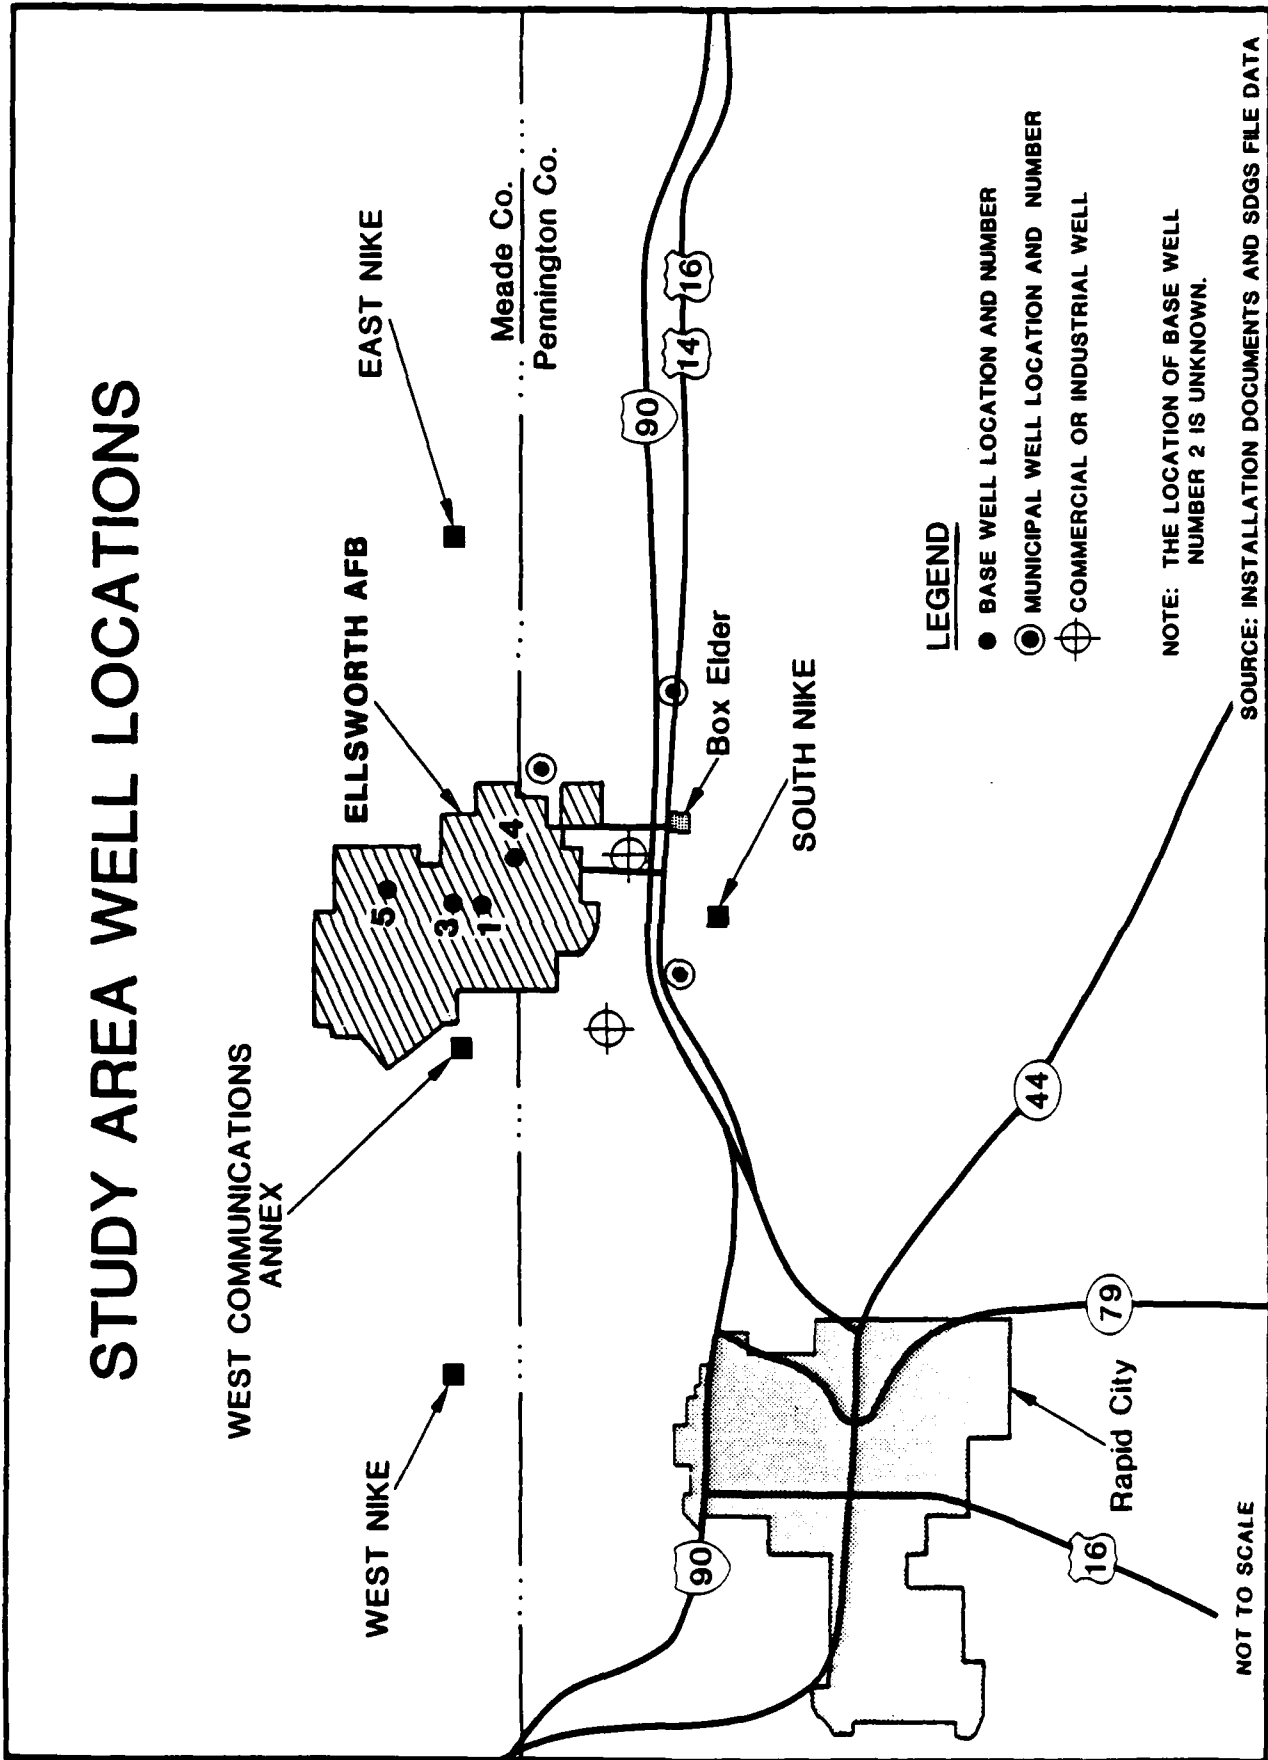 STUDY AREA WELL LOCATIONS
WEST COMMUNICATIONS
ANNEX
WEST NIKE
ELLSWORTH AFB
EAST NIKE
5
3
1
4
Meade Co.
Pennington Co.
90
14
16
Box Elder
SOUTH NIKE
90
44
79
16
Rapid City
LEGEND
BASE WELL LOCATION AND NUMBER
MUNICIPAL WELL LOCATION AND NUMBER
COMMERCIAL OR INDUSTRIAL WELL
NOTE: THE LOCATION OF BASE WELL
NUMBER 2 IS UNKNOWN.
NOT TO SCALE
SOURCE: INSTALLATION DOCUMENTS AND SDGS FILE DATA